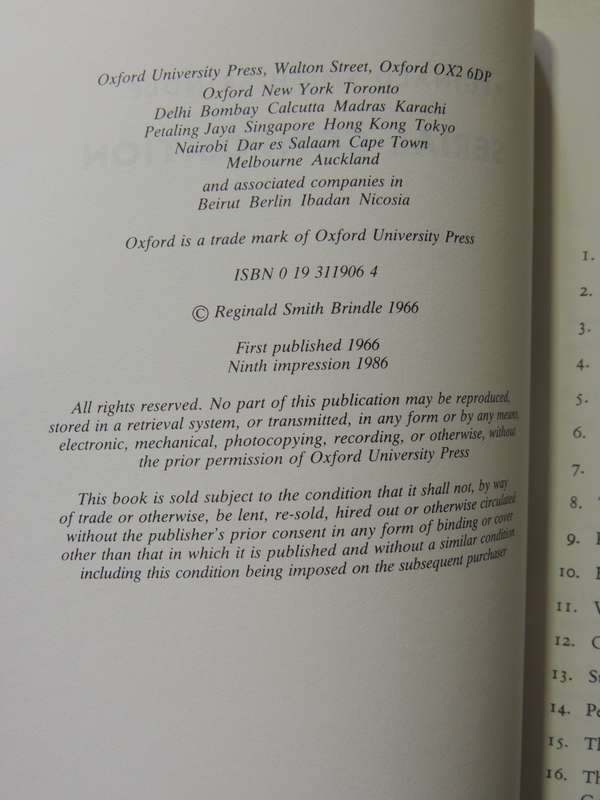 Oxford University Press, Walton Street, Oxford OX2 6DP
Oxford New York Toronto
Delhi Bombay Calcutta Madras Karachi
Petaling Jaya Singapore Hong Kong Tokyo
Nairobi Dar es Salaam Cape Town
Melbourne Auckland
and associated companies in
Beirut Berlin Ibadan Nicosia
Oxford is a trade mark of Oxford University Press
ISBN 0 19 311906 4
© Reginald Smith Brindle 1966
First published 1966
Ninth impression 1986
All rights reserved. No part of this publication may be reproduced,
stored in a retrieval system, or transmitted, in any form or by any means,
electronic, mechanical, photocopying, recording, or otherwise, without
the prior permission of Oxford University Press
This book is sold subject to the condition that it shall not, by way
of trade or otherwise, be lent, re-sold, hired out or otherwise circulated
without the publisher's prior consent in any form of binding or cover
other than that in which it is published and without a similar condition
including this condition being imposed on the subsequent purchaser
1.
2.
3.
4.
5.
6.
7.
8.
9.
10.
11.
12.
13.
14.
15.
16.